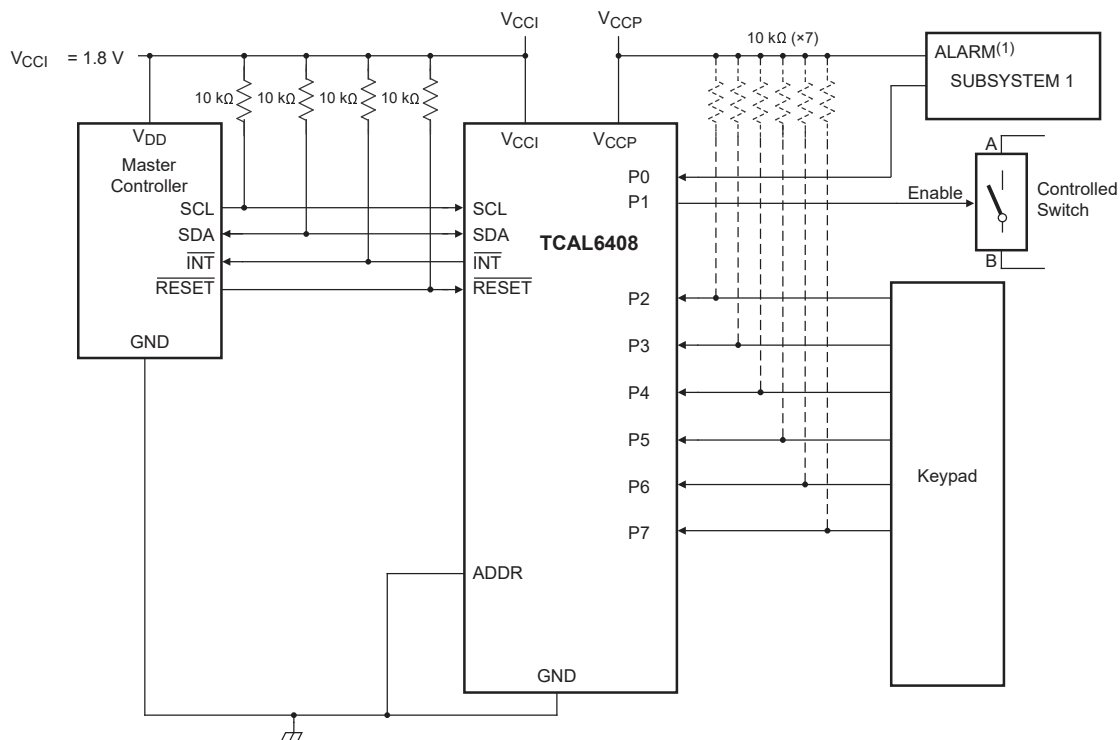 VCCI
VCCP
VCCI = 1.8 V
10 kΩ (×7)
ALARM(1)
SUBSYSTEM 1
10 kΩ
10 kΩ
10 kΩ
10 kΩ
VDD
Master
Controller
SCL
SDA
INT
RESET
GND
VCCI
VCCP
SCL
SDA
INT
RESET
TCAL6408
P0
P1
P2
P3
P4
P5
P6
P7
ADDR
GND
Enable
A
B
Controlled
Switch
Keypad